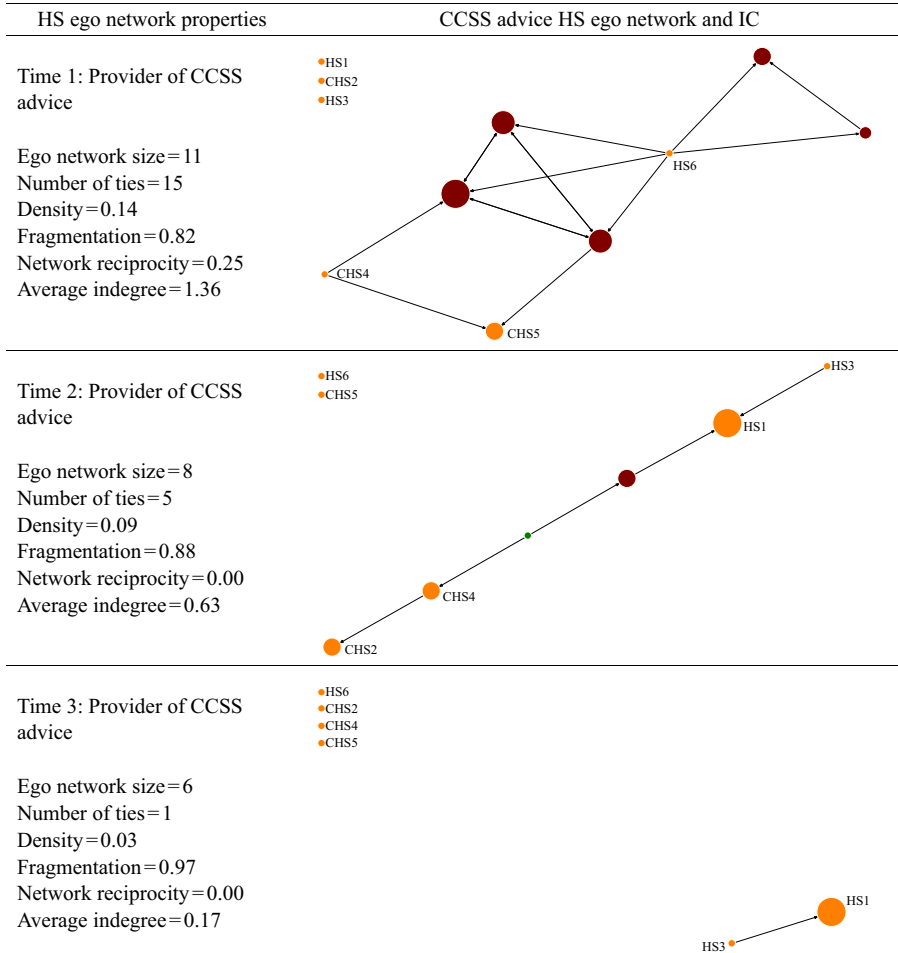 HS ego network properties
CCSS advice HS ego network and IC
Time 1: Provider of CCSS
advice
Ego network size=11
Number of ties=15
Density=0.14
Fragmentation=0.82
Network reciprocity=0.25
Average indegree=1.36
HS1
CHS2
HS3
HS6
CHS4
CHS5
Time 2: Provider of CCSS
advice
Ego network size=8
Number of ties=5
Density=0.09
Fragmentation=0.88
Network reciprocity=0.00
Average indegree=0.63
HS6
CHS5
HS3
HS1
CHS4
CHS2
Time 3: Provider of CCSS
advice
Ego network size=6
Number of ties=1
Density=0.03
Fragmentation=0.97
Network reciprocity=0.00
Average indegree=0.17
HS6
CHS2
CHS4
CHS5
HS1
HS3